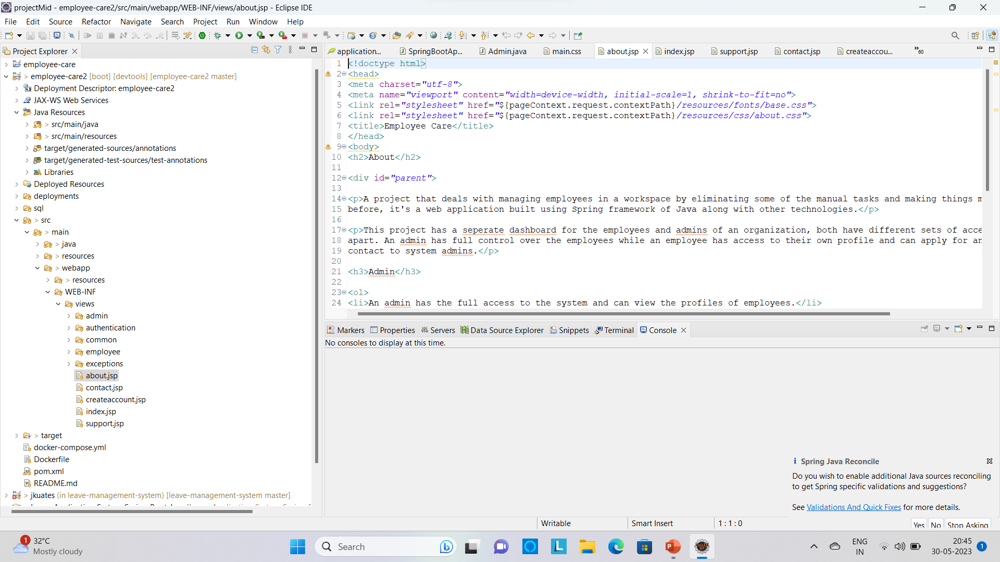 projectMid - employee-care2/src/main/webapp/WEB-INF/views/about.jsp - Eclipse IDE
File Edit Source Refactor Navigate Search Project Run Window Help
Project Explorer
employee-care
> employee-care2 [boot] [devtools] [employee-care2 master]
Deployment Descriptor: employee-care2
JAX-WS Web Services
Java Resources
> src/main/java
> src/main/resources
target/generated-sources/annotations
target/generated-test-sources/test-annotations
Libraries
Deployed Resources
deployments
sql
> src
> main
> java
> resources
> webapp
> resources
WEB-INF
views
admin
authentication
common
employee
exceptions
about.jsp
contact.jsp
createaccount.jsp
index.jsp
support.jsp
> target
docker-compose.yml
Dockerfile
pom.xml
README.md
> jkuates (in leave-management-system) [leave-management-system master]
application... SpringBootAp... Admin.java main.css about.jsp index.jsp support.jsp contact.jsp createaccou... »60
1 <!doctype html>
2 <head>
3 <meta charset="utf-8">
4 <meta name="viewport" content="width=device-width, initial-scale=1, shrink-to-fit=no">
5 <link rel="stylesheet" href="${pageContext.request.contextPath}/resources/fonts/base.css">
6 <link rel="stylesheet" href="${pageContext.request.contextPath}/resources/css/about.css">
7 <title>Employee Care</title>
8 </head>
9 <body>
10 <h2>About</h2>
11
12 <div id="parent">
13
14 <p>A project that deals with managing employees in a workspace by eliminating some of the manual tasks and making things m
15 before, it's a web application built using Spring framework of Java along with other technologies.</p>
16
17 <p>This project has a seperate dashboard for the employees and admins of an organization, both have different sets of acce
18 apart. An admin has full control over the employees while an employee has access to their own profile and can apply for an
19 contact to system admins.</p>
20
21 <h3>Admin</h3>
22
23 <ol>
24 <li>An admin has the full access to the system and can view the profiles of employees.</li>
Markers Properties Servers Data Source Explorer Snippets Terminal Console
No consoles to display at this time.
Spring Java Reconcile
Do you wish to enable additional Java sources reconciling
to get Spring specific validations and suggestions?
See Validations And Quick Fixes for more details.
Yes No Stop Asking
Writable Smart Insert 1 : 1 : 0
1 32°C
Mostly cloudy
Search
ENG
IN
20:45
30-05-2023
1